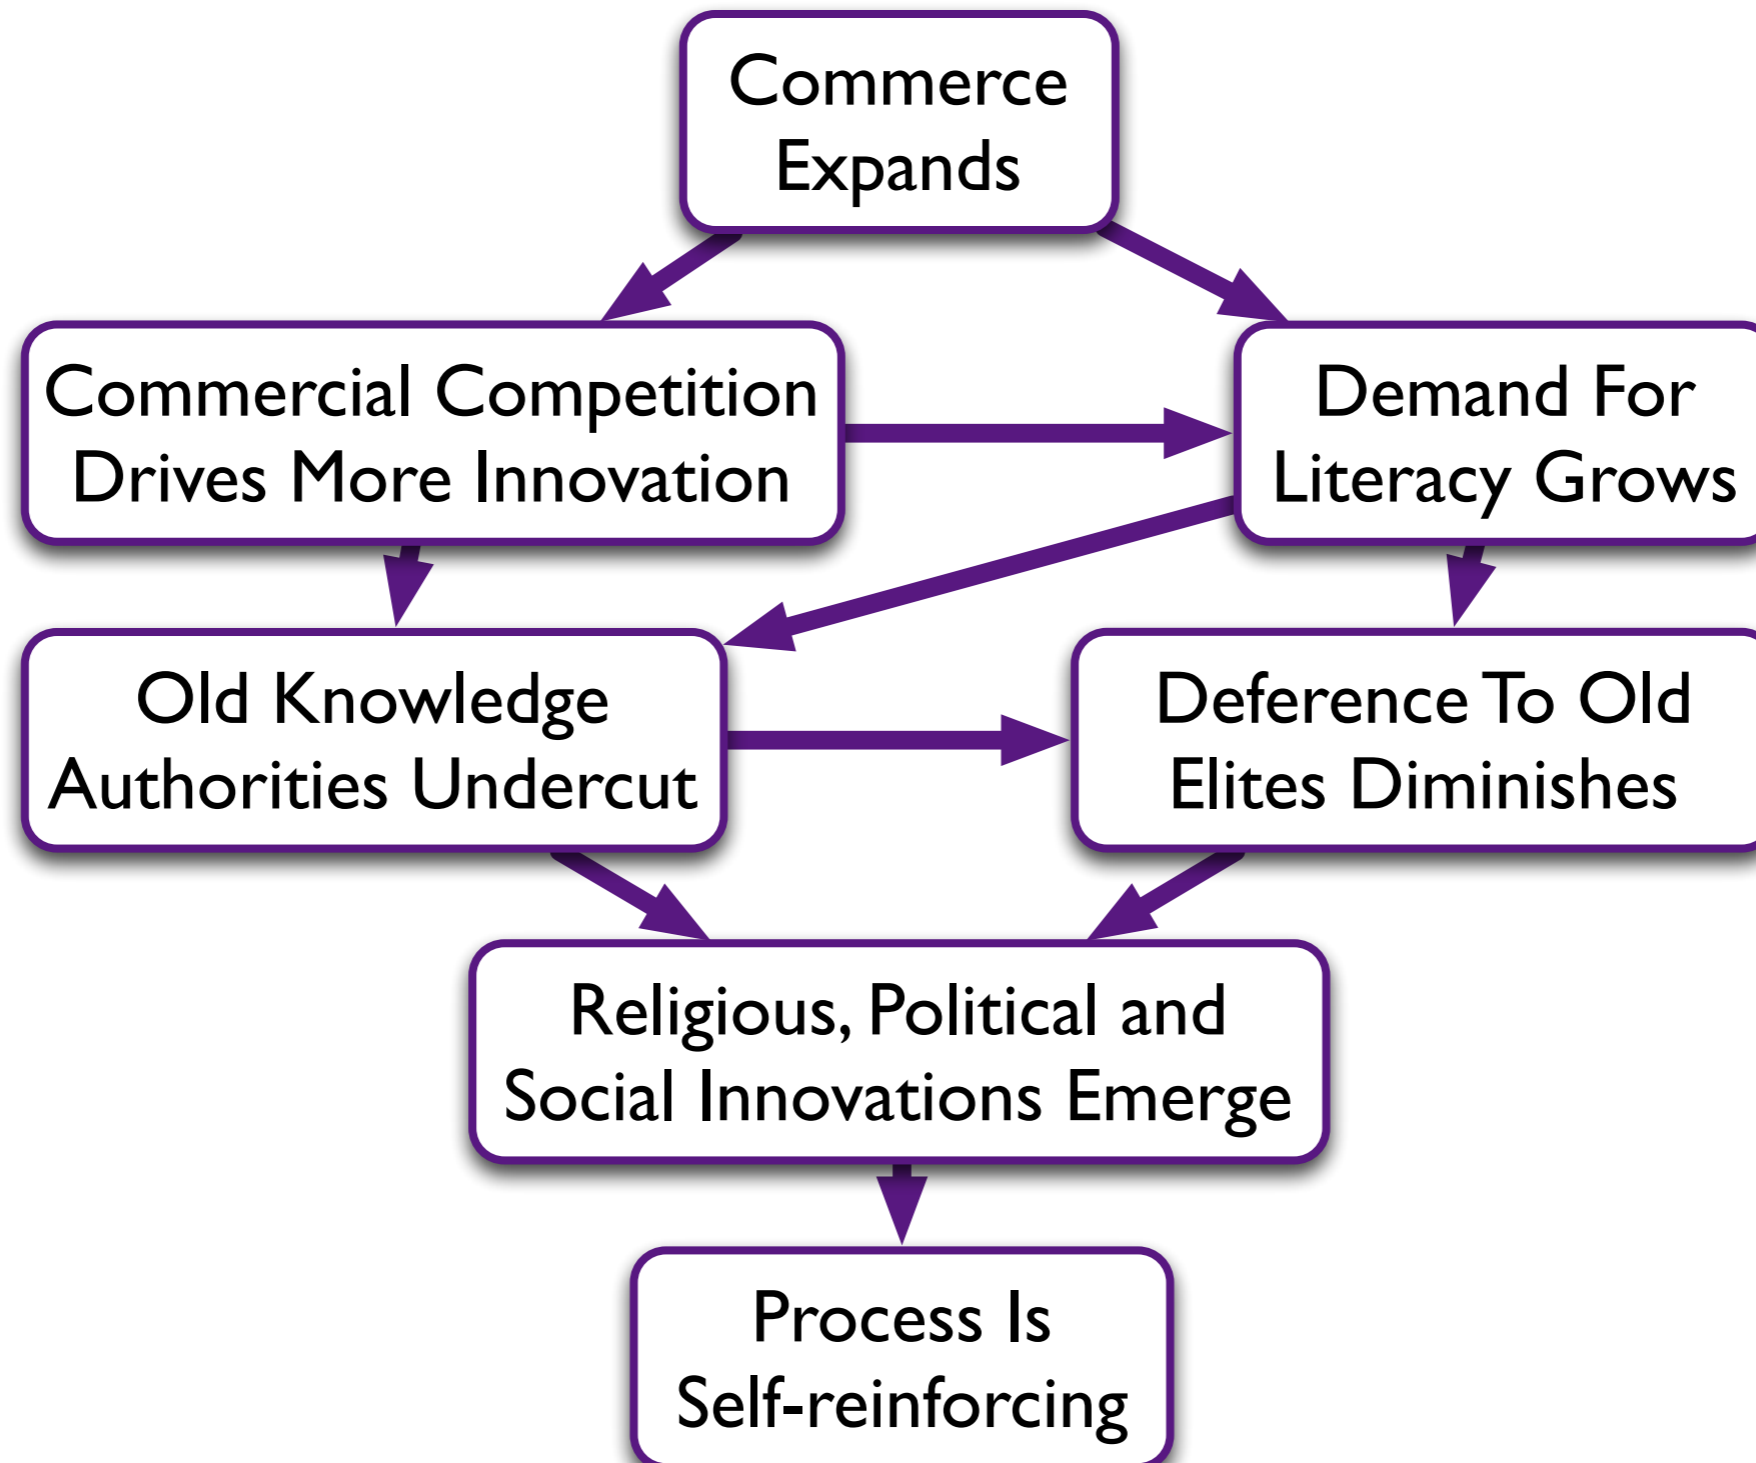 Commerce
Expands
Commercial Competition
Drives More Innovation
Demand For
Literacy Grows
Old Knowledge
Authorities Undercut
Deference To Old
Elites Diminishes
Religious, Political and
Social Innovations Emerge
Process Is
Self-reinforcing